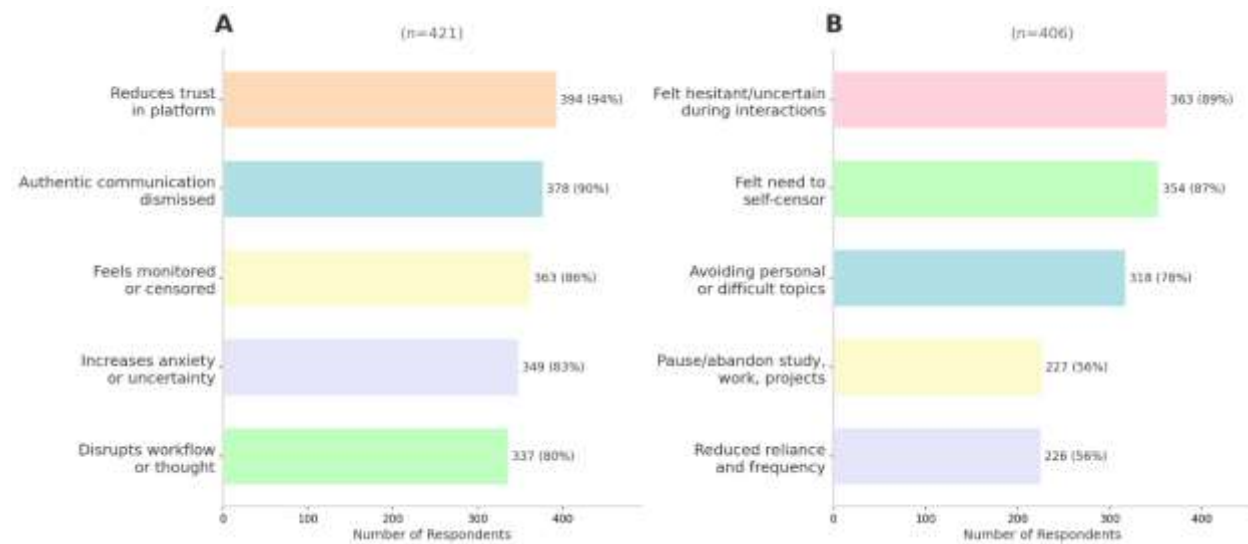 A
(n=421)
Reduces trust
in platform
394 (94%)
Authentic communication
dismissed
378 (90%)
Feels monitored
or censored
363 (86%)
Increases anxiety
or uncertainty
349 (83%)
Disrupts workflow
or thought
337 (80%)
0 100 200 300 400
Number of Respondents
B
(n=406)
Felt hesitant/uncertain
during interactions
363 (89%)
Felt need to
self-censor
354 (87%)
Avoiding personal
or difficult topics
318 (78%)
Pause/abandon study,
work, projects
227 (56%)
Reduced reliance
and frequency
226 (56%)
0 100 200 300 400
Number of Respondents